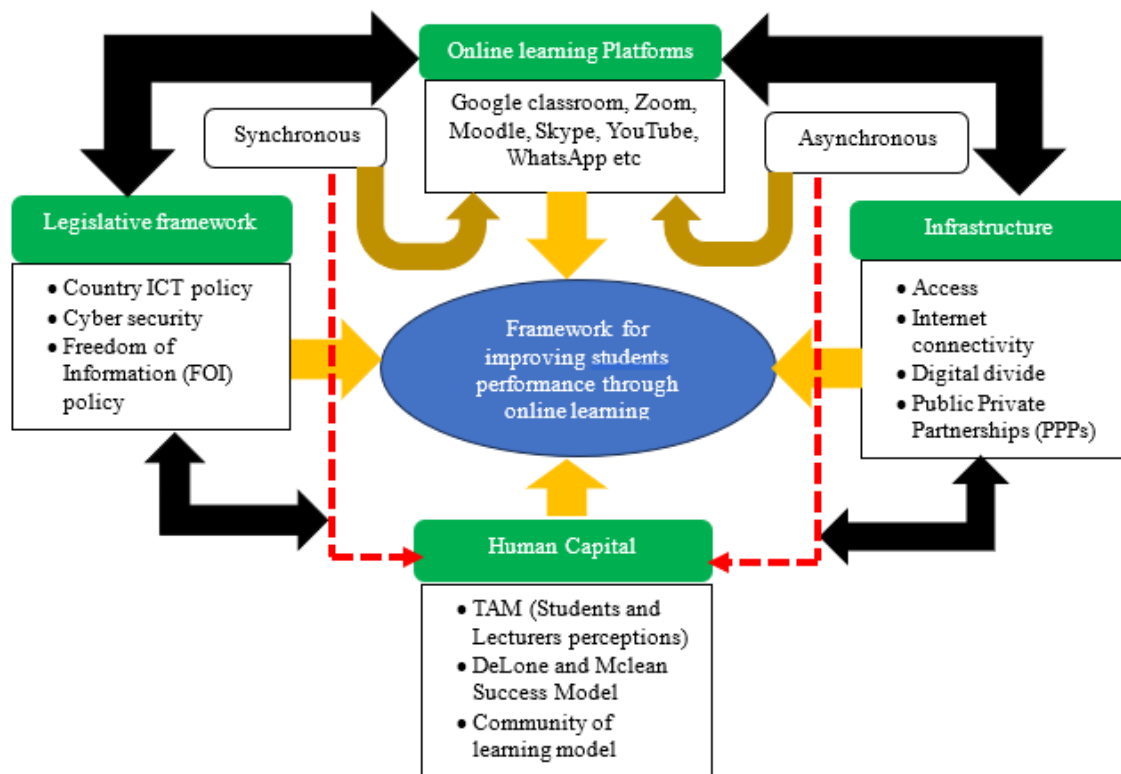 Online learning Platforms
Google classroom, Zoom,
Moodle, Skype, YouTube,
WhatsApp etc
Synchronous
Asynchronous
Legislative framework
• Country ICT policy
• Cyber security
• Freedom of
Information (FOI)
policy
Infrastructure
• Access
• Internet
connectivity
• Digital divide
• Public Private
Partnerships (PPPs)
Framework for
improving students
performance through
online learning
Human Capital
• TAM (Students and
Lecturers perceptions)
• DeLone and Mclean
Success Model
• Community of
learning model